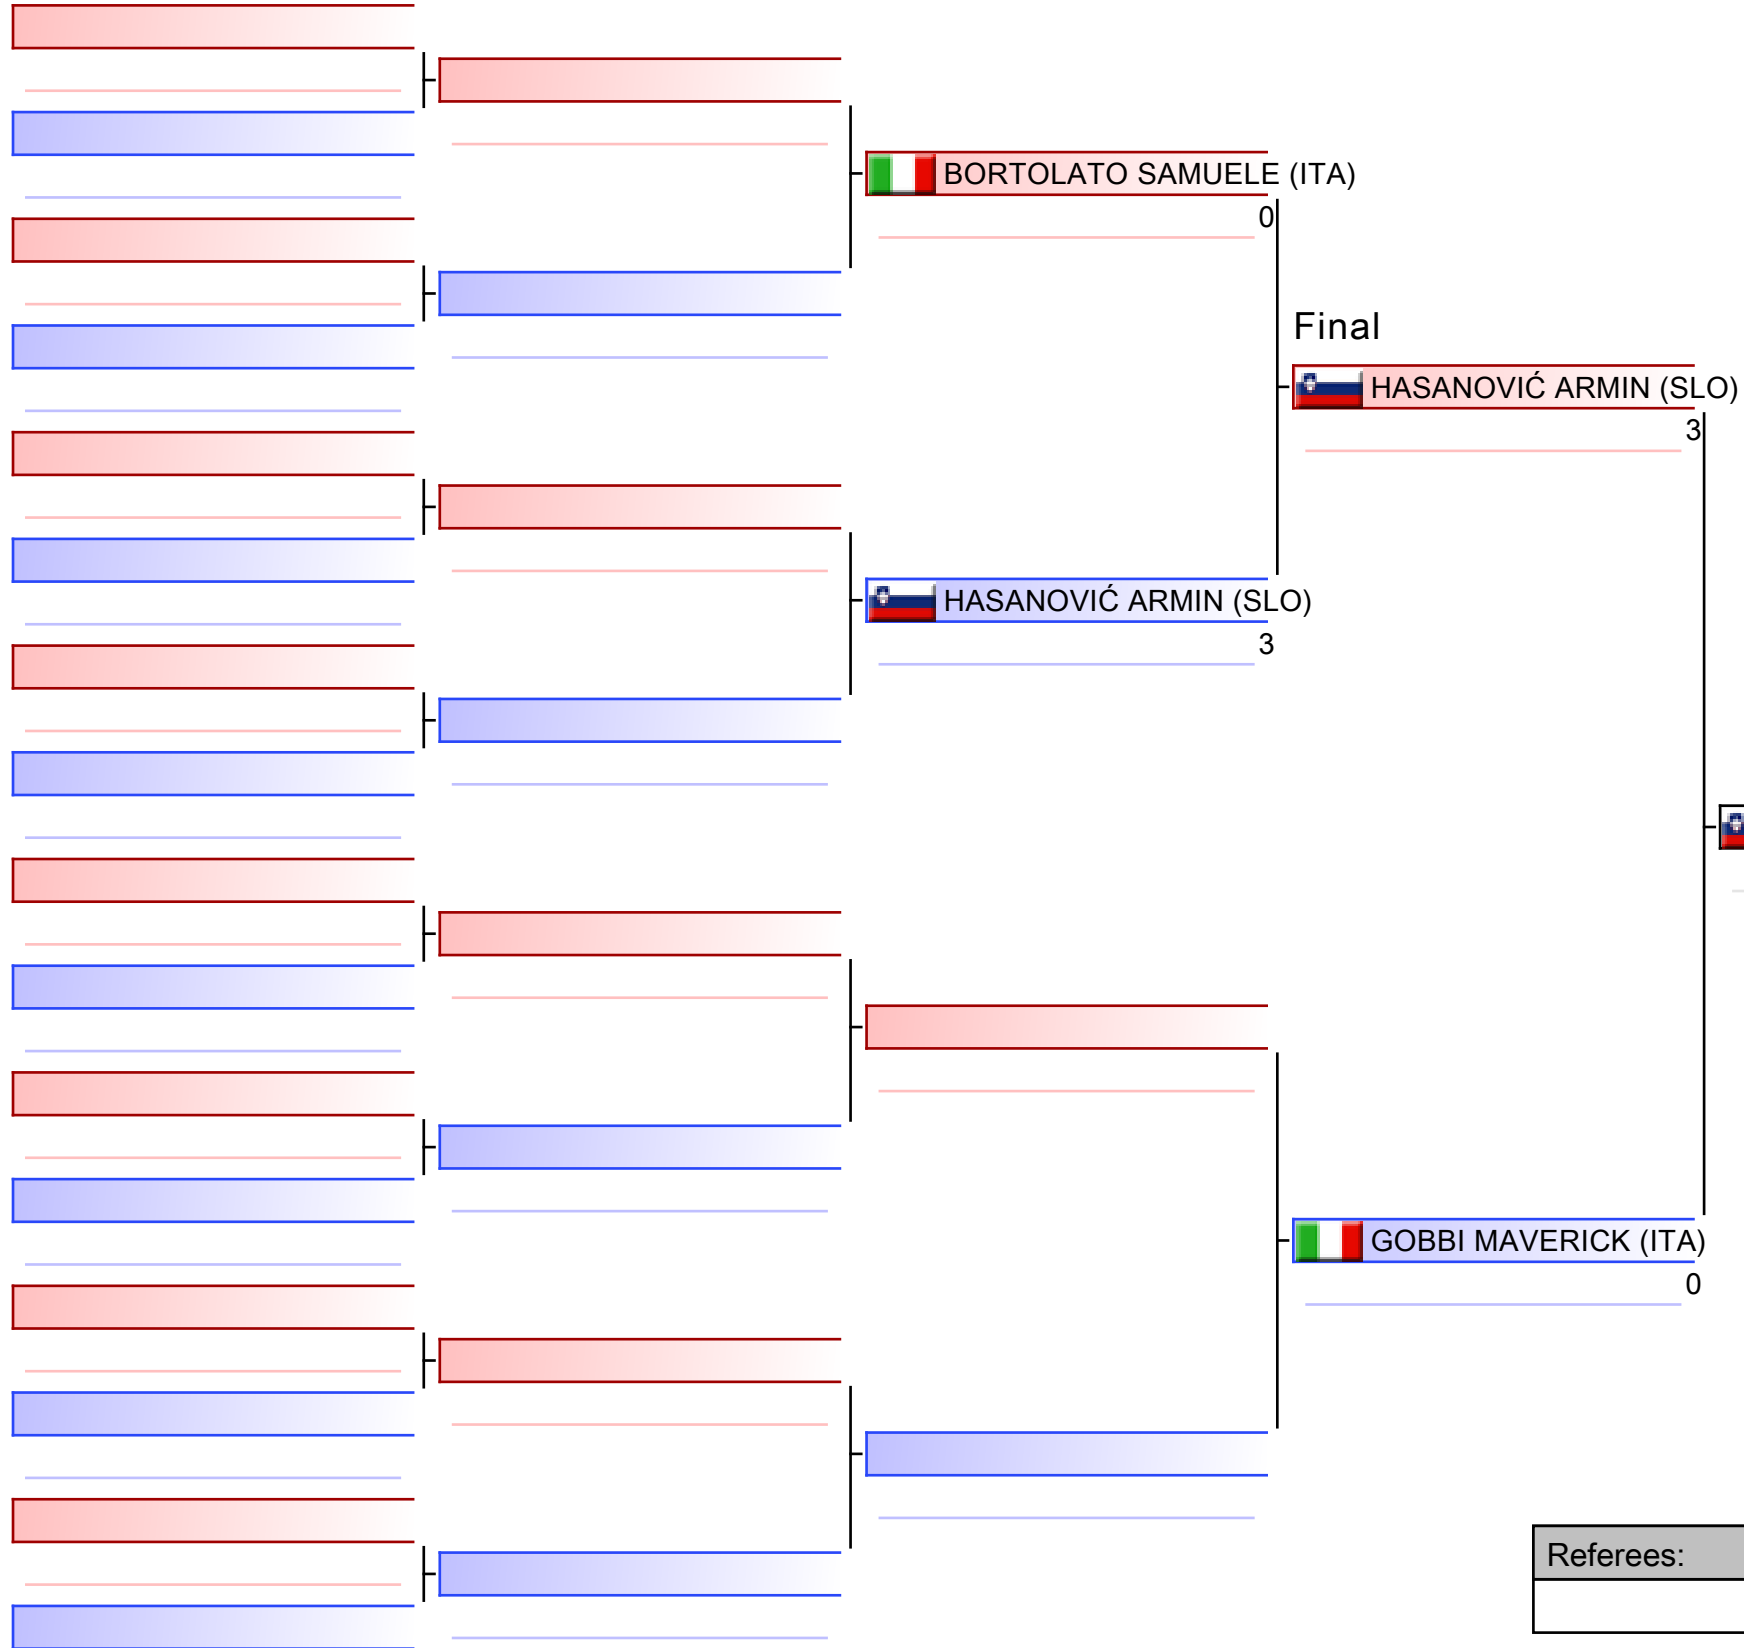 BORTOLATO SAMUELE (ITA)
0
Final
HASANOVIĆ ARMIN (SLO)
3
HASANOVIĆ ARMIN (SLO)
3
GOBBI MAVERICK (ITA)
0
Referees: